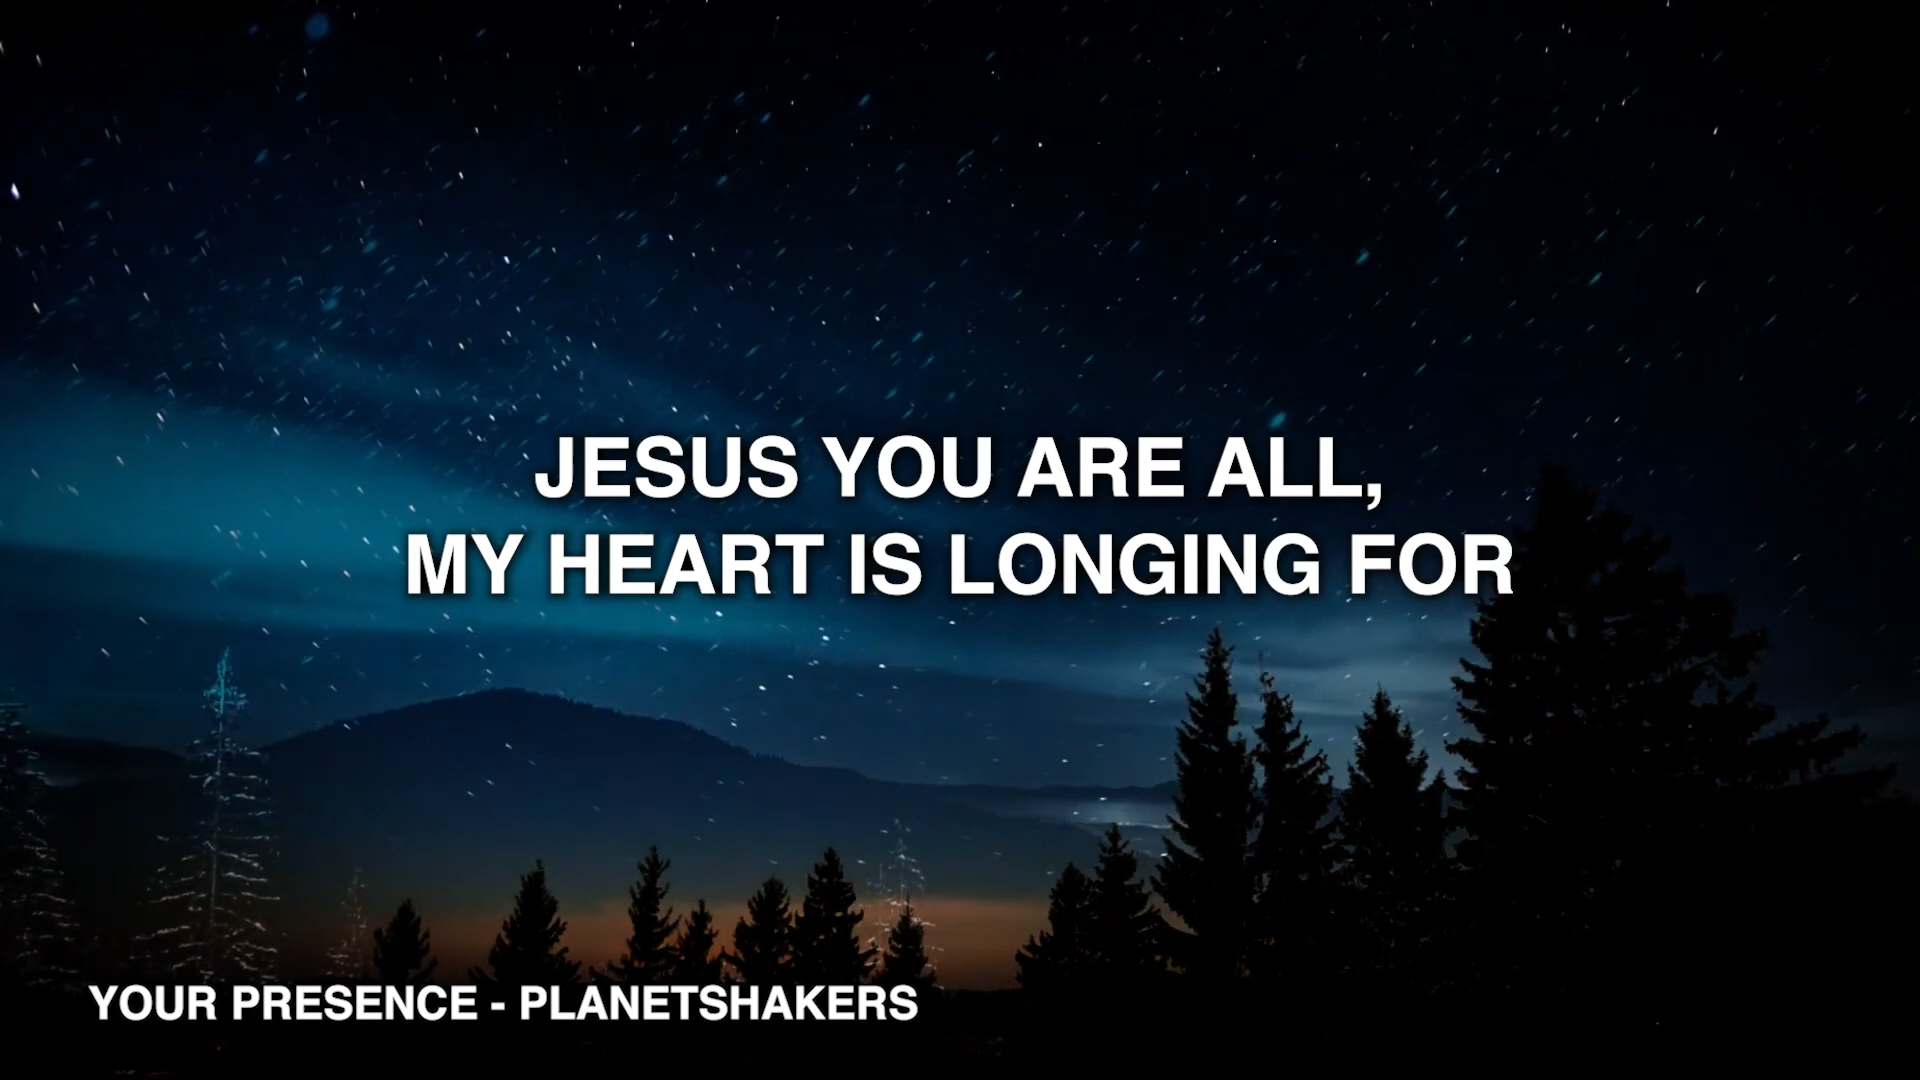 JESUS YOU ARE ALL,
MY HEART IS LONGING FOR
YOUR PRESENCE - PLANETSHAKERS